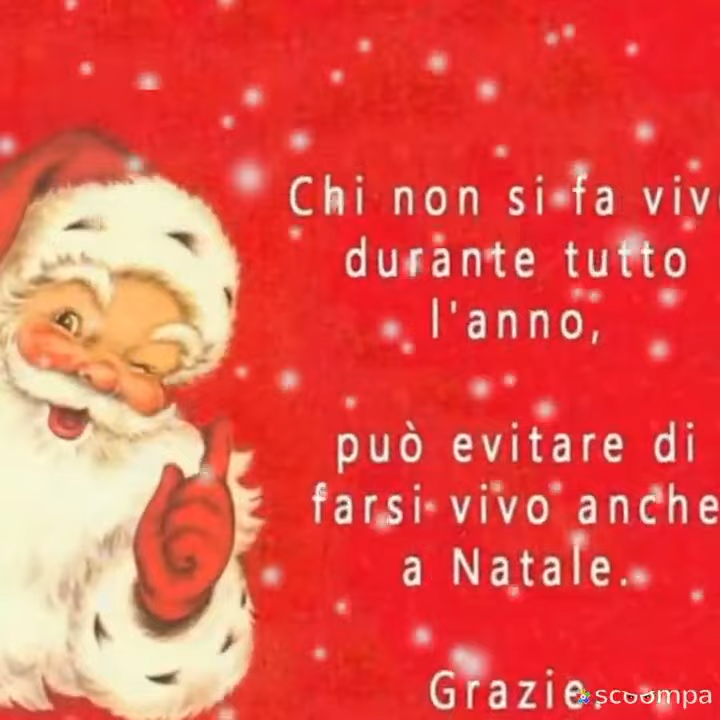 Chi non si fa viv
durante tutto
l'anno,
può evitare di
farsi vivo anche
a Natale.
Grazie.
scoompa